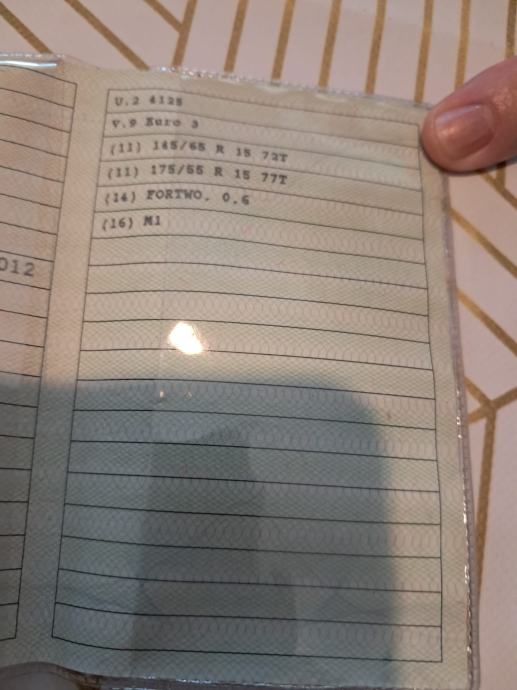 U.2 4125
V.9 Euro 3
(11) 145/65 R 15 72T
(11) 175/55 R 15 77T
(14) FORTWO, 0.6
(16) M1
012